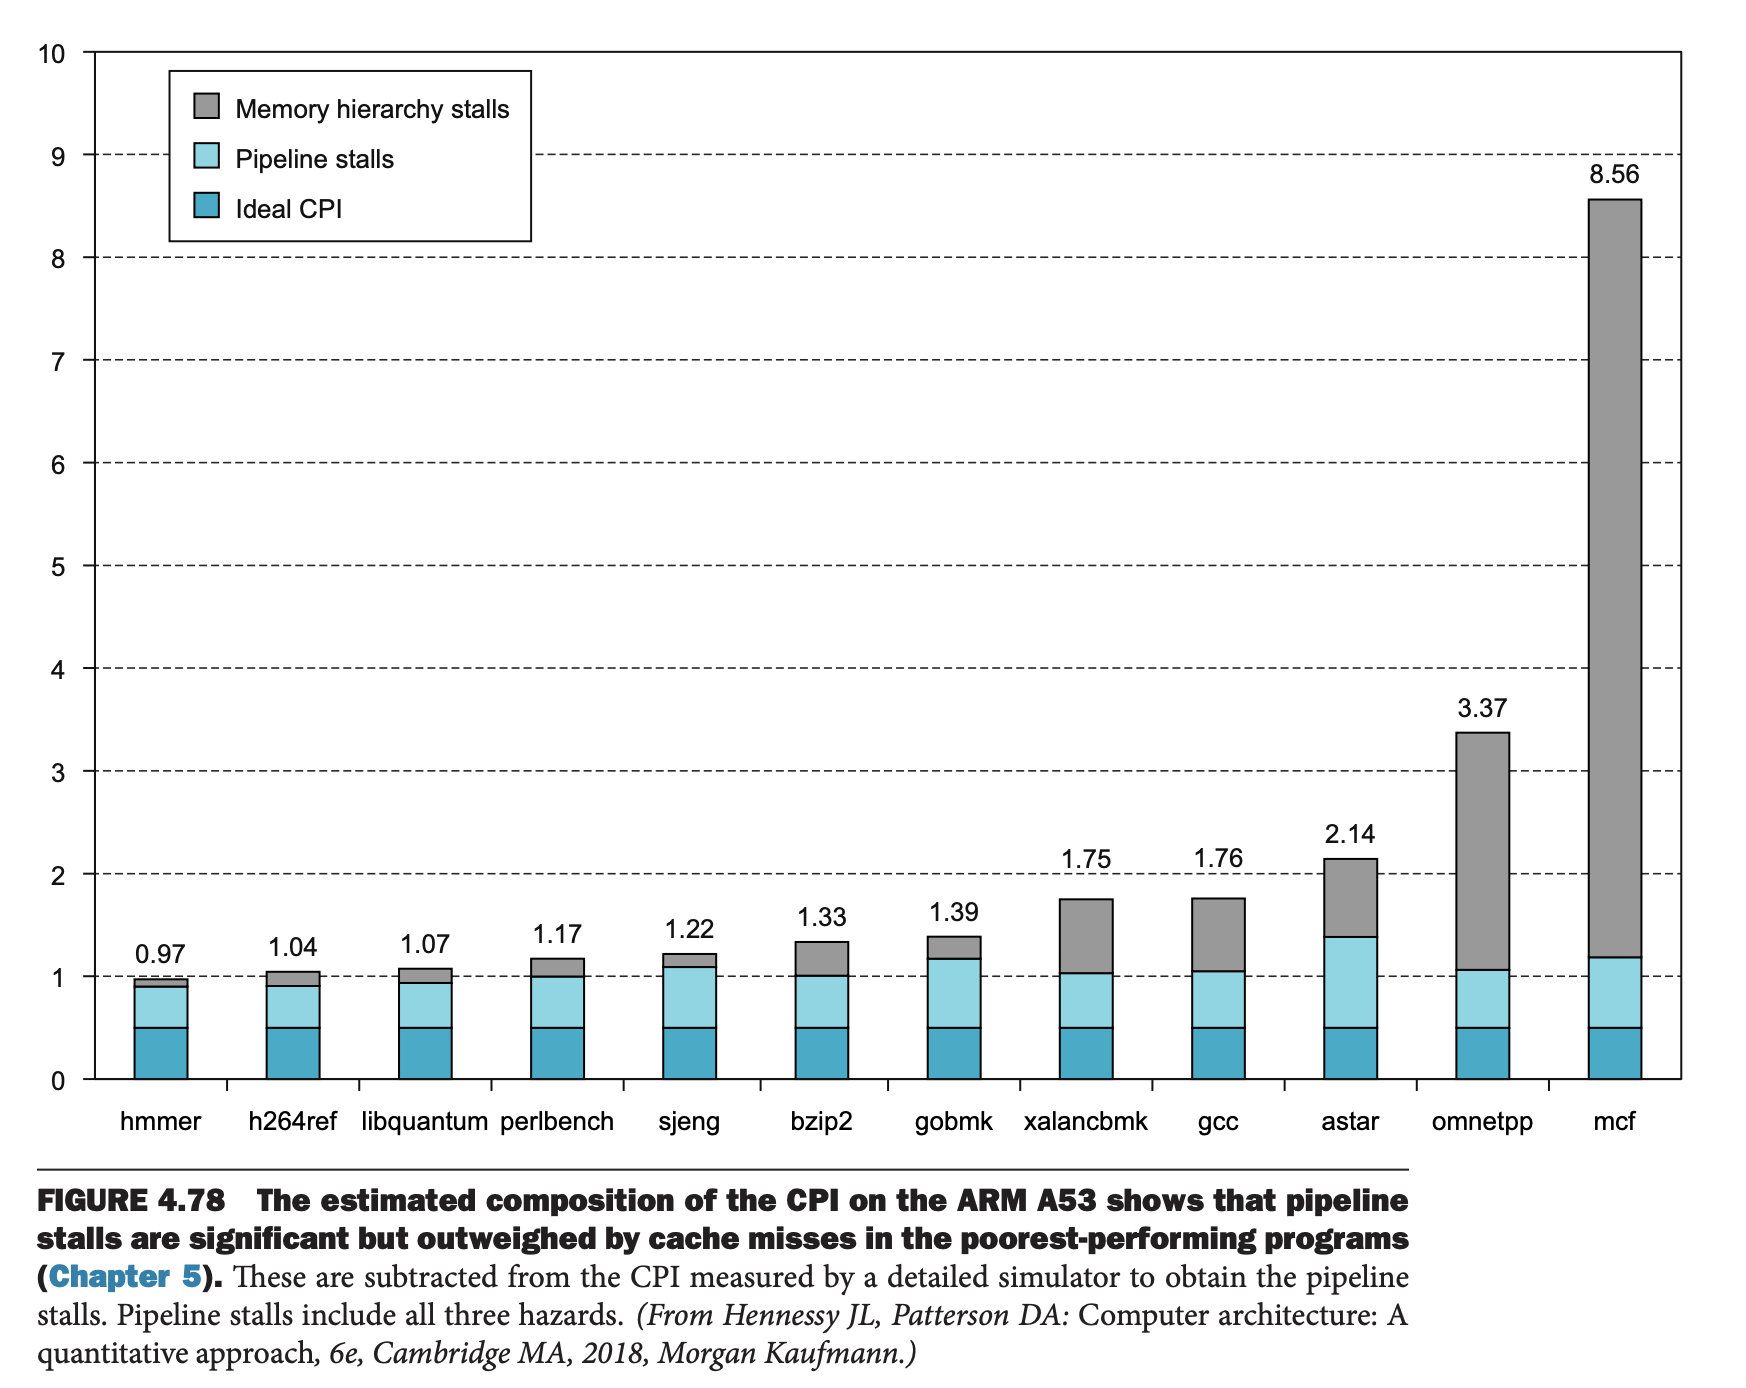 10
Memory hierarchy stalls
Pipeline stalls
Ideal CPI
9
8.56
8
7
6
5
4
3.37
3
2.14
2
1.75
1.76
1.39
1.33
1.22
1.17
1.07
1.04
0.97
1
0
hmmer h264ref libquantum perlbench sjeng bzip2 gobmk xalancbmk gcc astar omnetpp mcf
FIGURE 4.78 The estimated composition of the CPI on the ARM A53 shows that pipeline
stalls are significant but outweighed by cache misses in the poorest-performing programs
(Chapter 5). These are subtracted from the CPI measured by a detailed simulator to obtain the pipeline
stalls. Pipeline stalls include all three hazards. (From Hennessy JL, Patterson DA: Computer architecture: A
quantitative approach, 6e, Cambridge MA, 2018, Morgan Kaufmann.)